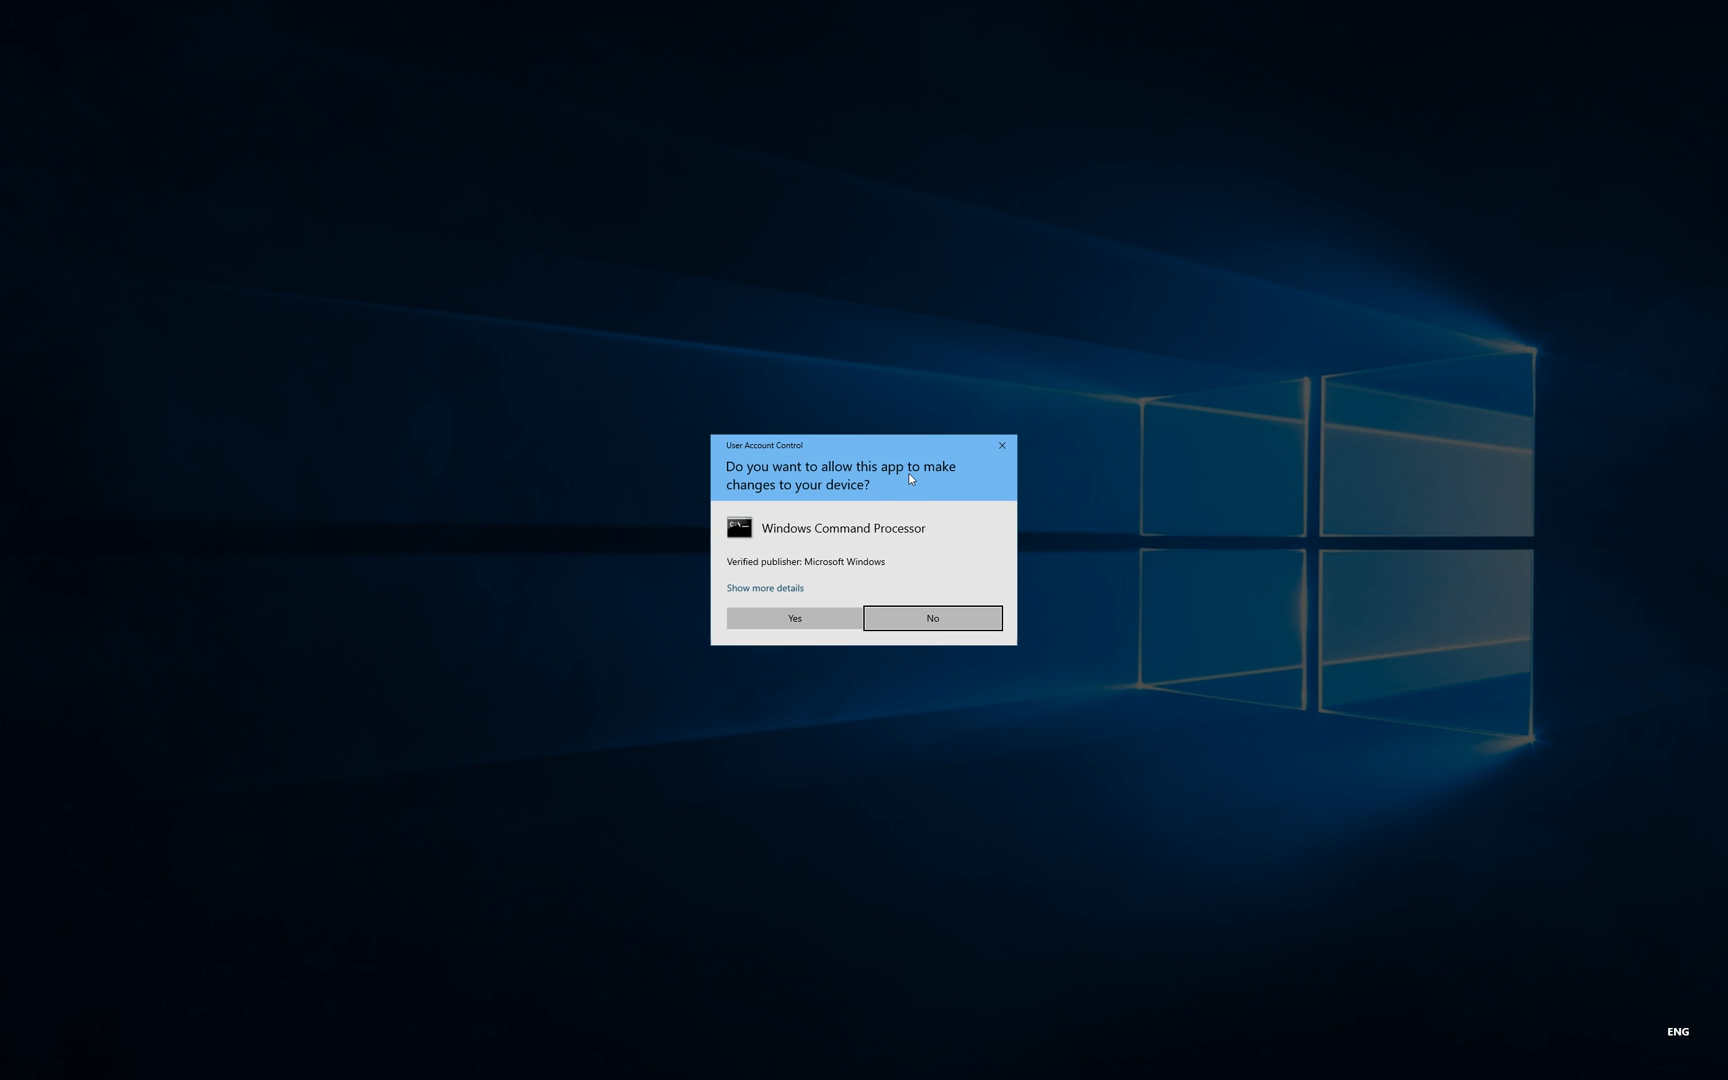 User Account Control
Do you want to allow this app to make
changes to your device?
Windows Command Processor
Verified publisher: Microsoft Windows
Show more details
Yes
No
ENG